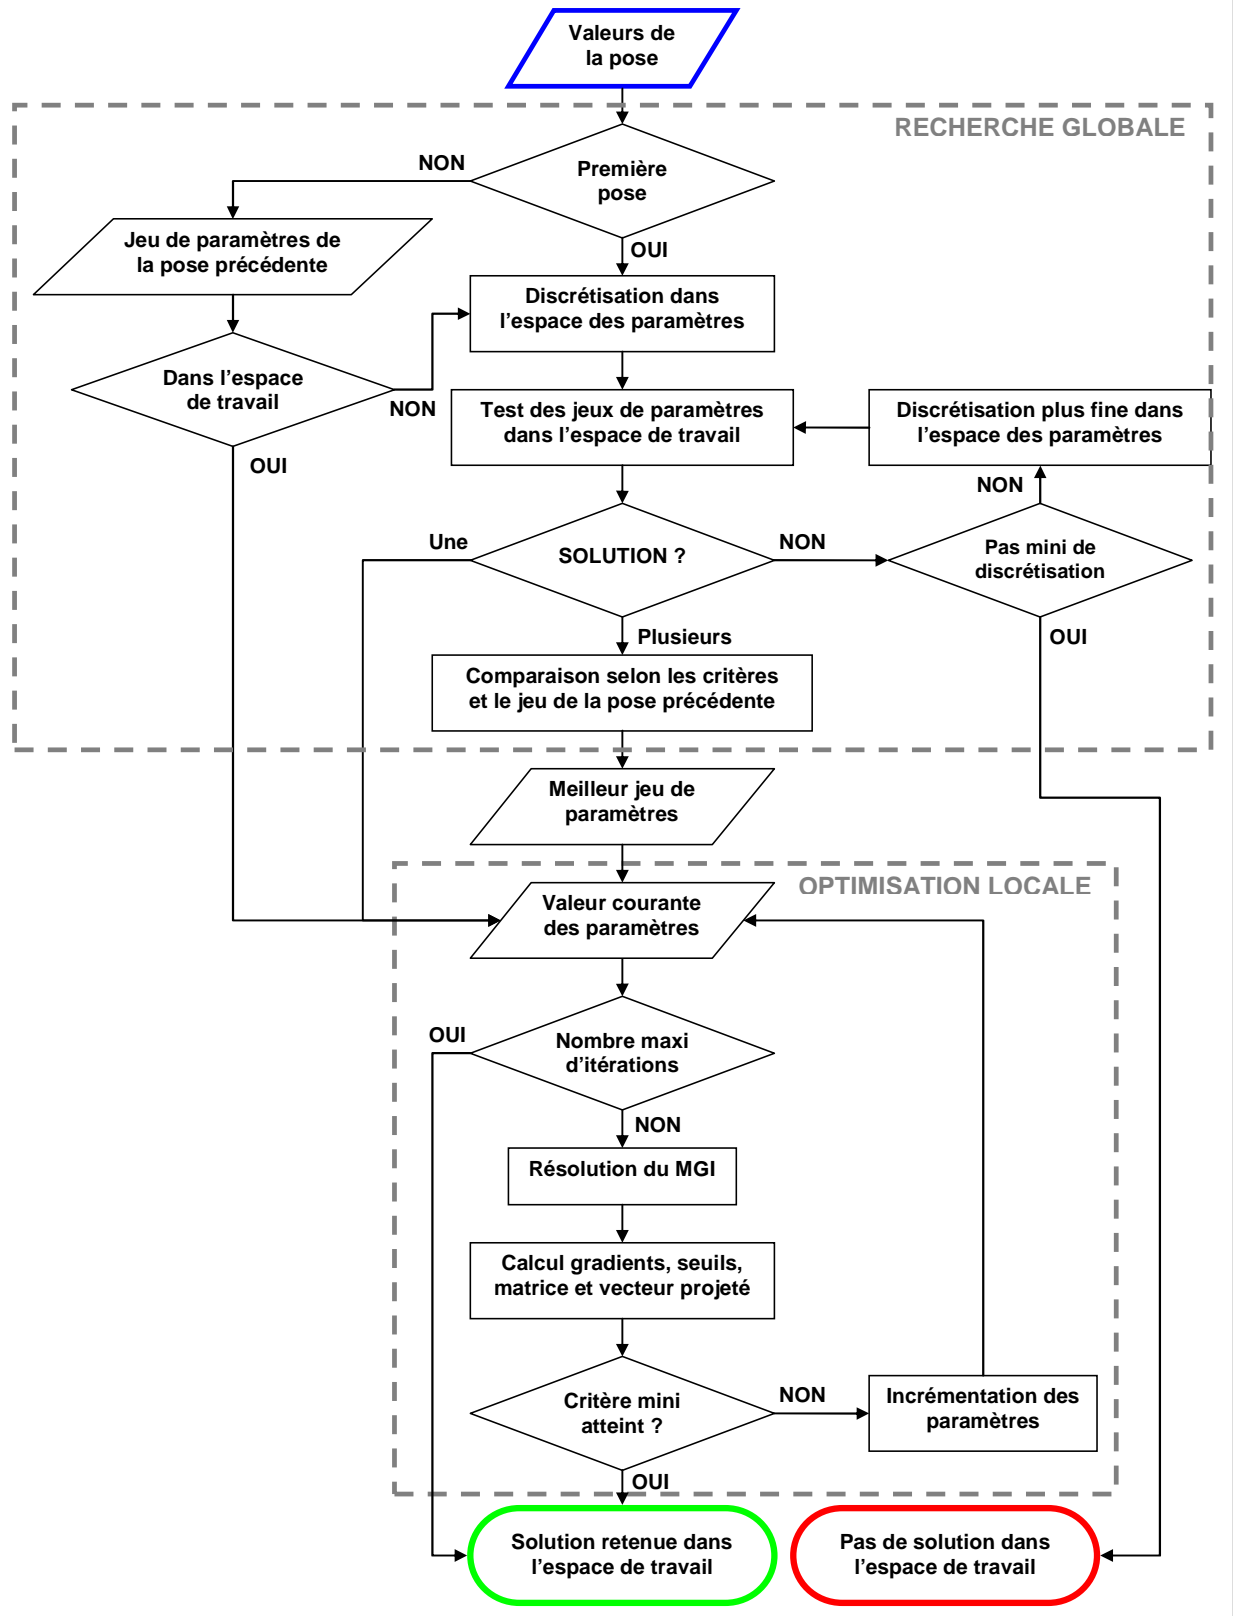 Valeurs de
la pose
RECHERCHE GLOBALE
NON
Première
pose
OUI
Jeu de paramètres de
la pose précédente
Discrétisation dans
l'espace des paramètres
Dans l'espace
de travail
NON
OUI
Test des jeux de paramètres
dans l'espace de travail
Discrétisation plus fine dans
l'espace des paramètres
NON
Une
SOLUTION ?
NON
Pas mini de
discrétisation
OUI
Plusieurs
Comparaison selon les critères
et le jeu de la pose précédente
Meilleur jeu de
paramètres
OPTIMISATION LOCALE
Valeur courante
des paramètres
OUI
Nombre maxi
d'itérations
NON
Résolution du MGI
Calcul gradients, seuils,
matrice et vecteur projeté
Critère mini
atteint ?
NON
Incrémentation des
paramètres
OUI
Solution retenue dans
l'espace de travail
Pas de solution dans
l'espace de travail